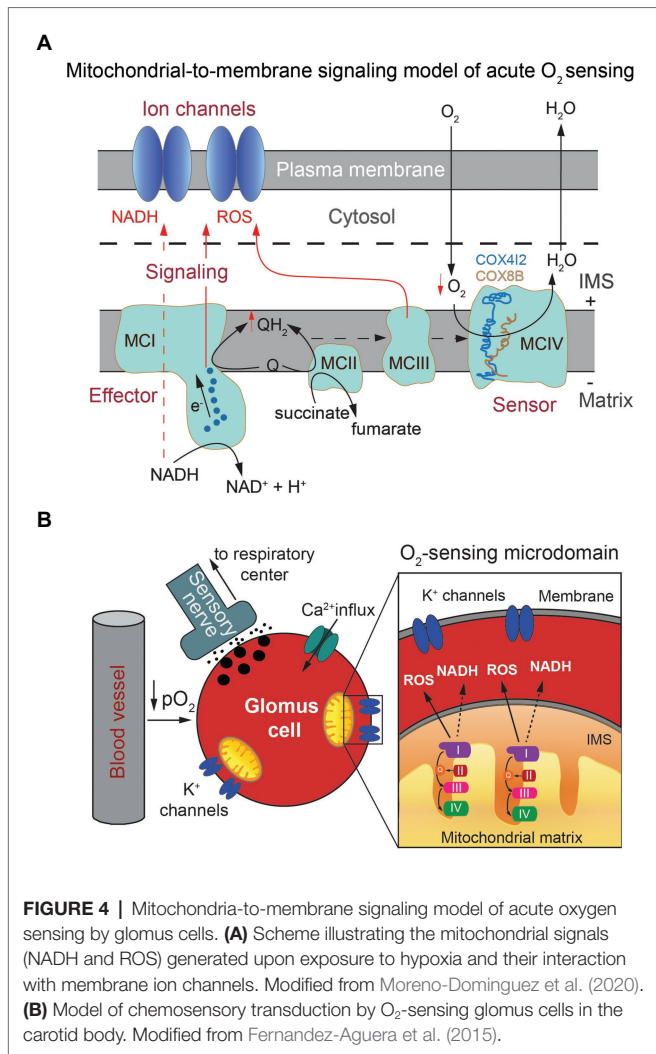 A
Mitochondrial-to-membrane signaling model of acute O₂ sensing
Ion channels
O₂
H₂O
Plasma membrane
NADH
ROS
Cytosol
Signaling
COX4I2
COX8B
H₂O
IMS
+
O₂
QH₂
MCI
Q
MCII
MCIII
MCIV
Effector
e⁻
succinate
fumarate
Sensor
-
Matrix
NADH
NAD⁺ + H⁺
B
to respiratory
center
O₂-sensing microdomain
Sensory
nerve
Ca²⁺influx
K⁺ channels
Membrane
Blood vessel
pO₂
Glomus
cell
K⁺
channels
ROS
NADH
ROS
NADH
IMS
I
II
III
IV
I
II
III
IV
Mitochondrial matrix
FIGURE 4 | Mitochondria-to-membrane signaling model of acute oxygen
sensing by glomus cells. (A) Scheme illustrating the mitochondrial signals
(NADH and ROS) generated upon exposure to hypoxia and their interaction
with membrane ion channels. Modified from Moreno-Dominguez et al. (2020).
(B) Model of chemosensory transduction by O₂-sensing glomus cells in the
carotid body. Modified from Fernandez-Aguera et al. (2015).